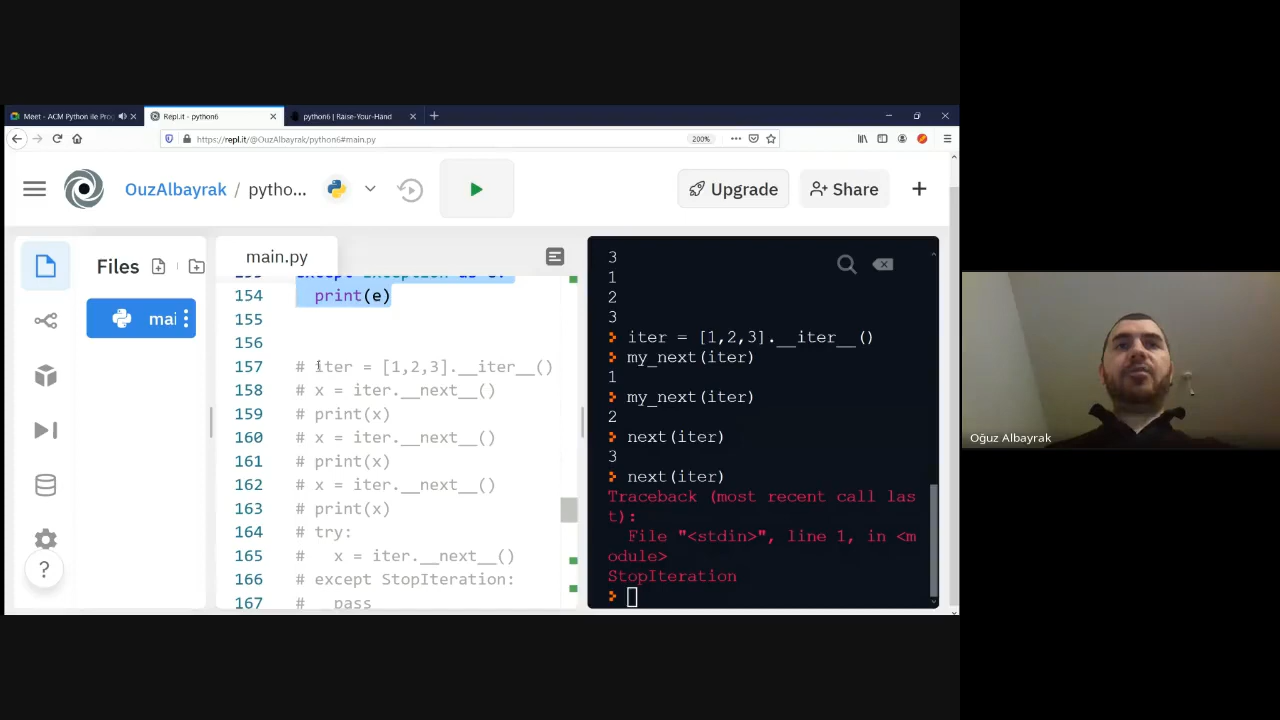 Meet - ACM Python ile Prog
Repl.it - python6
python6 | Raise-Your-Hand
https://repl.it/@OuzAlbayrak/python6#main.py
200%
OuzAlbayrak / pytho...
Upgrade
Share
Files
mai
main.py
153 except Exception as e:
154 print(e)
155
156
157 # iter = [1,2,3].__iter__()
158 # x = iter.__next__()
159 # print(x)
160 # x = iter.__next__()
161 # print(x)
162 # x = iter.__next__()
163 # print(x)
164 # try:
165 # x = iter.__next__()
166 # except StopIteration:
167 # pass
?
3
1
2
3
iter = [1,2,3].__iter__()
my_next(iter)
1
my_next(iter)
2
next(iter)
3
next(iter)
Traceback (most recent call las
t):
File "<stdin>", line 1, in <m
odule>
StopIteration
Oğuz Albayrak